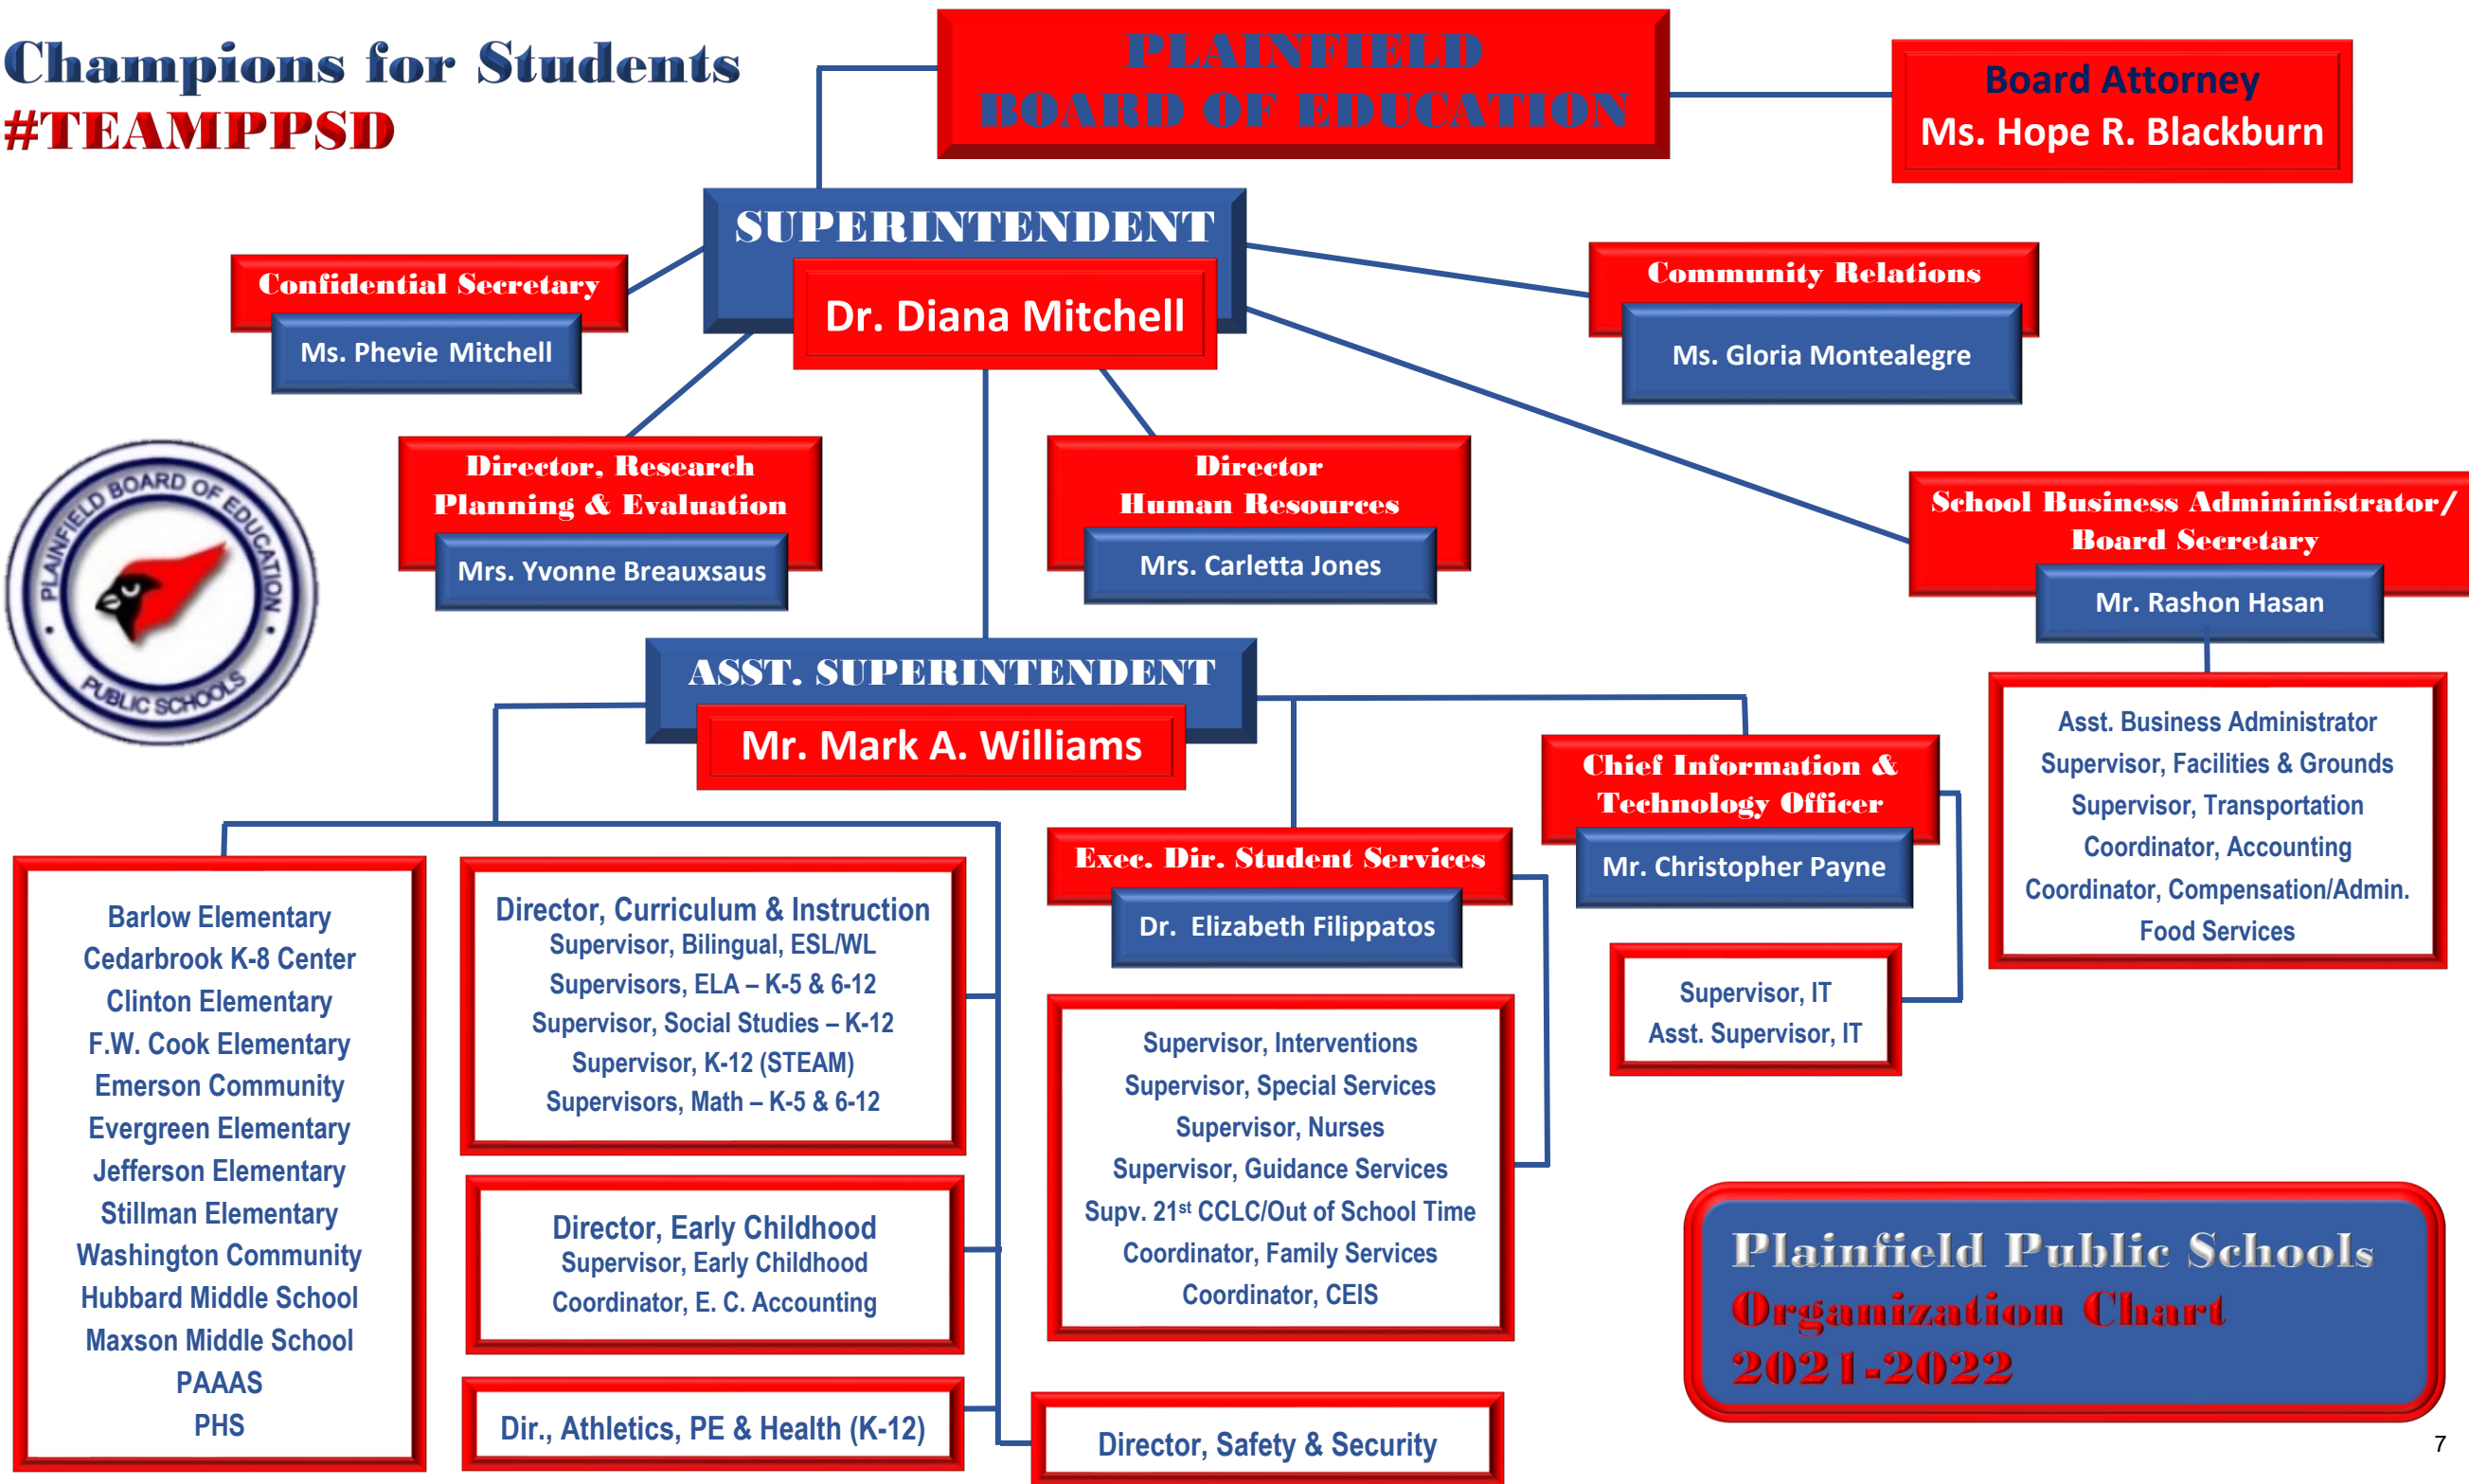 Champions for Students
#TEAMPPSD
PLAINFIELD
BOARD OF EDUCATION
Board Attorney
Ms. Hope R. Blackburn
SUPERINTENDENT
Dr. Diana Mitchell
Confidential Secretary
Ms. Phevie Mitchell
Community Relations
Ms. Gloria Montealegre
PLAINFIELD BOARD OF EDUCATION
PUBLIC SCHOOLS
Director, Research
Planning & Evaluation
Mrs. Yvonne Breauxsaus
Director
Human Resources
Mrs. Carletta Jones
School Business Admininistrator/
Board Secretary
Mr. Rashon Hasan
Asst. Business Administrator
Supervisor, Facilities & Grounds
Supervisor, Transportation
Coordinator, Accounting
Coordinator, Compensation/Admin.
Food Services
ASST. SUPERINTENDENT
Mr. Mark A. Williams
Barlow Elementary
Cedarbrook K-8 Center
Clinton Elementary
F.W. Cook Elementary
Emerson Community
Evergreen Elementary
Jefferson Elementary
Stillman Elementary
Washington Community
Hubbard Middle School
Maxson Middle School
PAAAS
PHS
Director, Curriculum & Instruction
Supervisor, Bilingual, ESL/WL
Supervisors, ELA – K-5 & 6-12
Supervisor, Social Studies – K-12
Supervisor, K-12 (STEAM)
Supervisors, Math – K-5 & 6-12
Director, Early Childhood
Supervisor, Early Childhood
Coordinator, E. C. Accounting
Dir., Athletics, PE & Health (K-12)
Director, Safety & Security
Exec. Dir. Student Services
Dr. Elizabeth Filippatos
Supervisor, Interventions
Supervisor, Special Services
Supervisor, Nurses
Supervisor, Guidance Services
Supv. 21st CCLC/Out of School Time
Coordinator, Family Services
Coordinator, CEIS
Chief Information &
Technology Officer
Mr. Christopher Payne
Supervisor, IT
Asst. Supervisor, IT
Plainfield Public Schools
Organization Chart
2021-2022
7